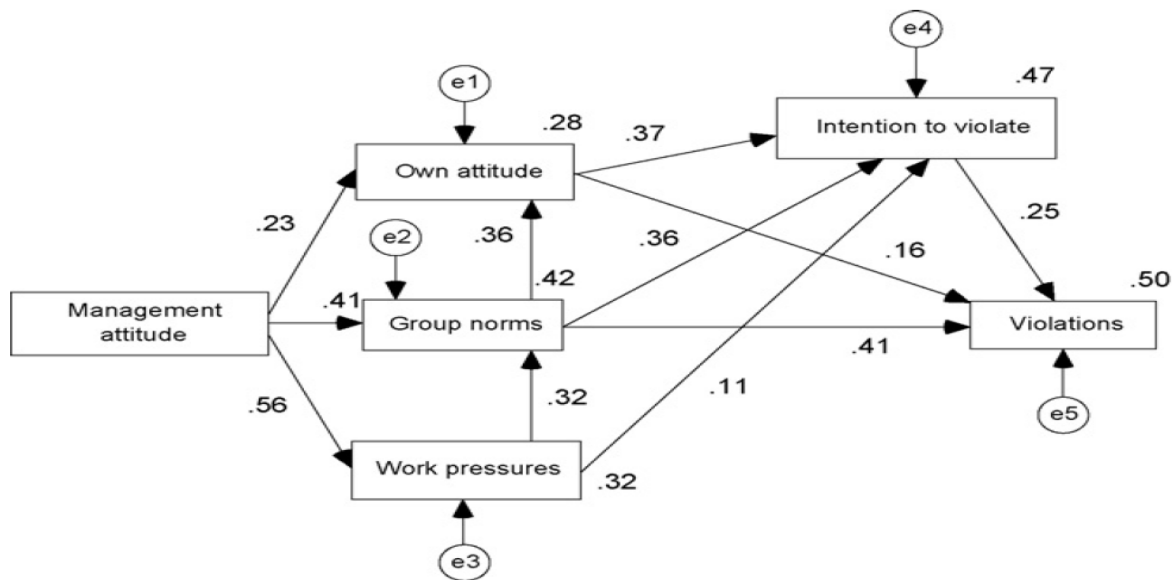 e4
.47
e1
Intention to violate
.28
.37
Own attitude
.23
e2
.36
.36
.25
.16
.42
.50
Management
attitude
.41
Group norms
Violations
.41
.56
.32
.11
e5
Work pressures
.32
e3